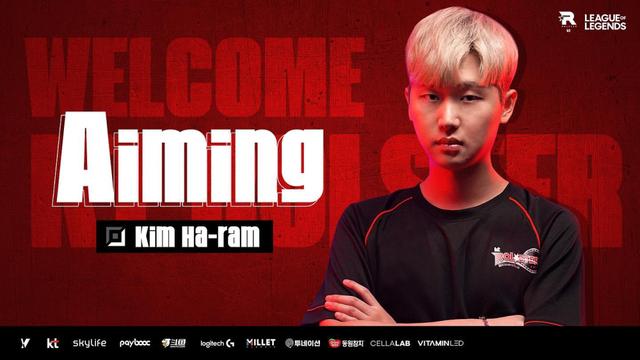 R
LEAGUE OF
LEGENDS
WELCOME
Aiming
Kim Ha-ram
kt
kt skylife paybooc logitech G MILLET 투네이션 동원참치 CELLALAB VITAMINLED